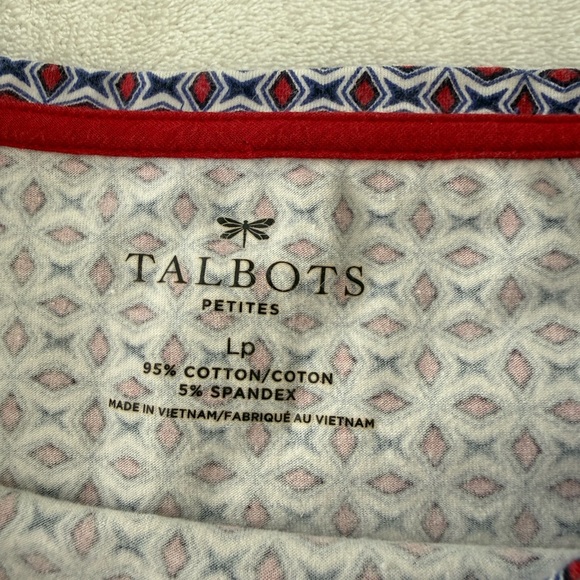 TALBOTS
PETITES
Lp
95% COTTON/COTON
5% SPANDEX
MADE IN VIETNAM/FABRIQUÉ AU VIETNAM